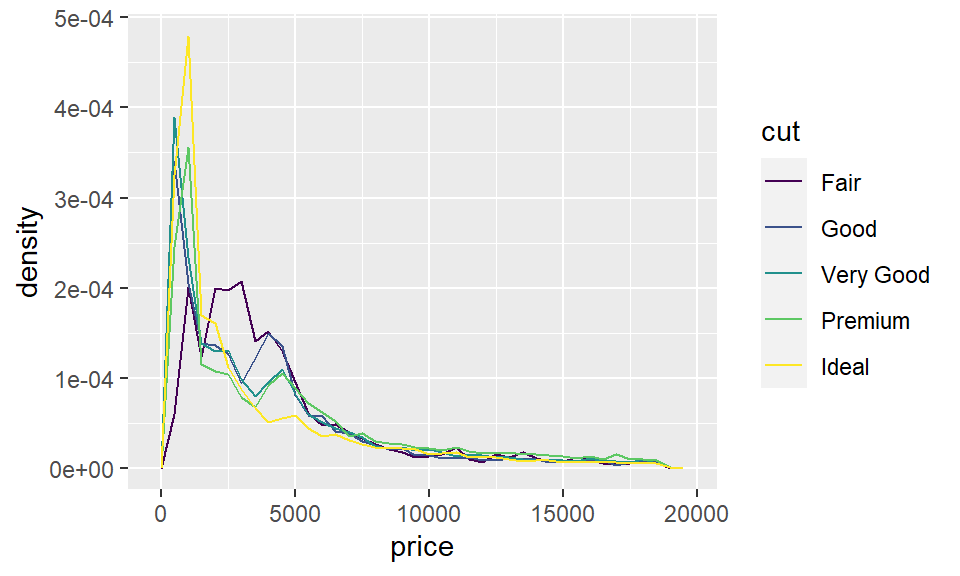 5e-04
4e-04
3e-04
2e-04
1e-04
0e+00
density
0
5000
10000
15000
20000
price
cut
Fair
Good
Very Good
Premium
Ideal